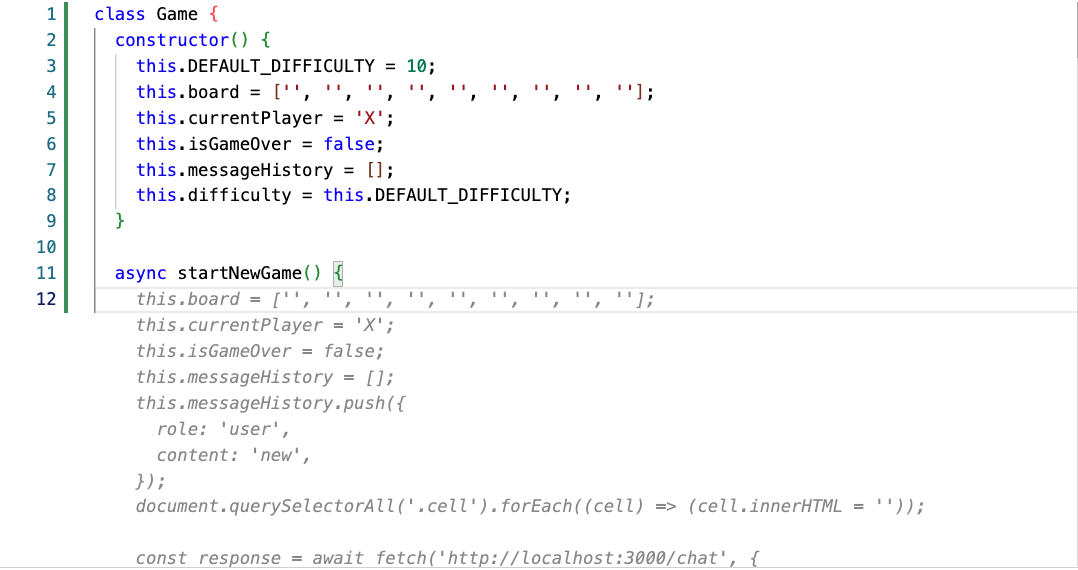 1 class Game {
2   constructor() {
3     this.DEFAULT_DIFFICULTY = 10;
4     this.board = ['', '', '', '', '', '', '', '', ''];
5     this.currentPlayer = 'X';
6     this.isGameOver = false;
7     this.messageHistory = [];
8     this.difficulty = this.DEFAULT_DIFFICULTY;
9   }
10
11   async startNewGame() {
12     this.board = ['', '', '', '', '', '', '', '', ''];
    this.currentPlayer = 'X';
    this.isGameOver = false;
    this.messageHistory = [];
    this.messageHistory.push({
      role: 'user',
      content: 'new',
    });
    document.querySelectorAll('.cell').forEach((cell) => (cell.innerHTML = ''));

    const response = await fetch('http://localhost:3000/chat', {